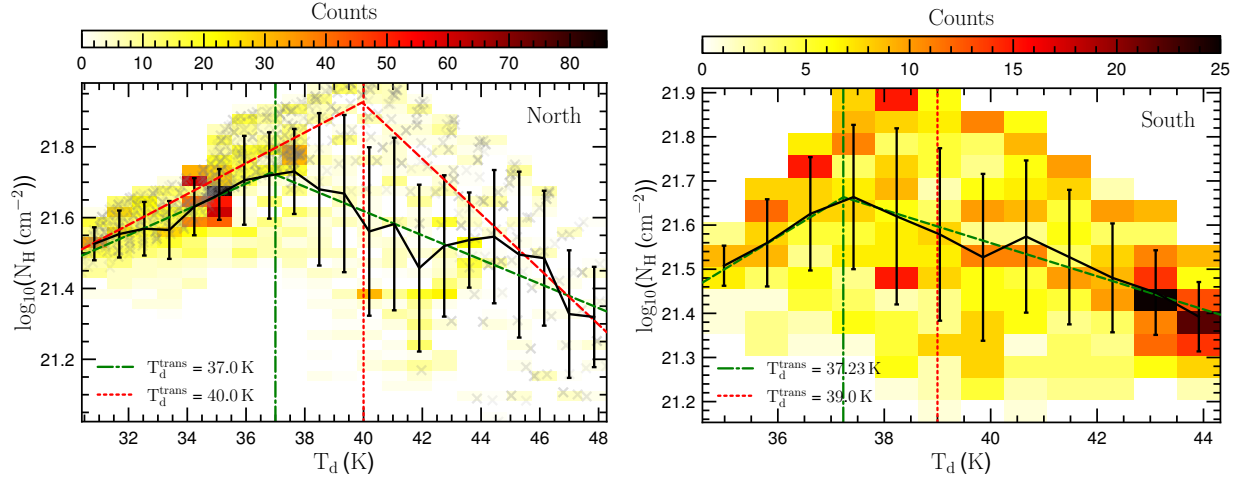 Counts
0 10 20 30 40 50 60 70 80
North
log₁₀(N_H (cm⁻²))
21.8
21.6
21.4
21.2
T_d^trans = 37.0 K
T_d^trans = 40.0 K
32 34 36 38 40 42 44 46 48
T_d (K)
Counts
0 5 10 15 20 25
South
log₁₀(N_H (cm⁻²))
21.9
21.8
21.7
21.6
21.5
21.4
21.3
21.2
T_d^trans = 37.23 K
T_d^trans = 39.0 K
36 38 40 42 44
T_d (K)